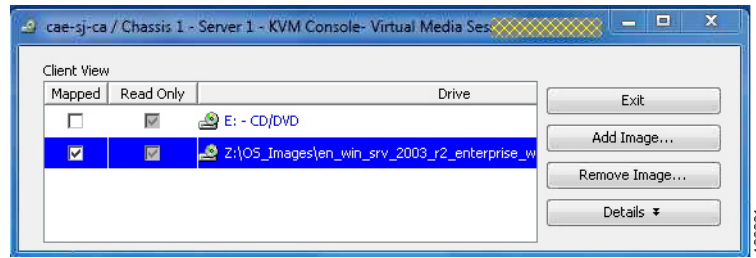 cae-sj-ca / Chassis 1 - Server 1 - KVM Console- Virtual Media Ses
Client View
Mapped Read Only Drive
E: - CD/DVD
Z:\OS_Images\en_win_srv_2003_r2_enterprise_w
Exit
Add Image...
Remove Image...
Details